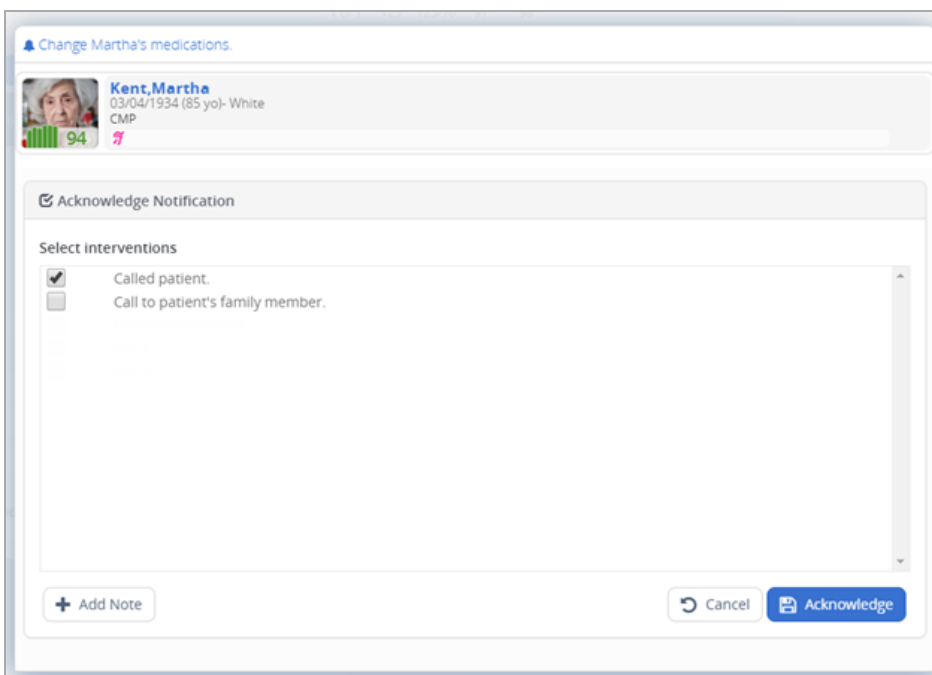 Change Martha's medications.
Kent,Martha
03/04/1934 (85 yo)- White
CMP
94
Acknowledge Notification
Select interventions
Called patient.
Call to patient's family member.
Add Note
Cancel
Acknowledge